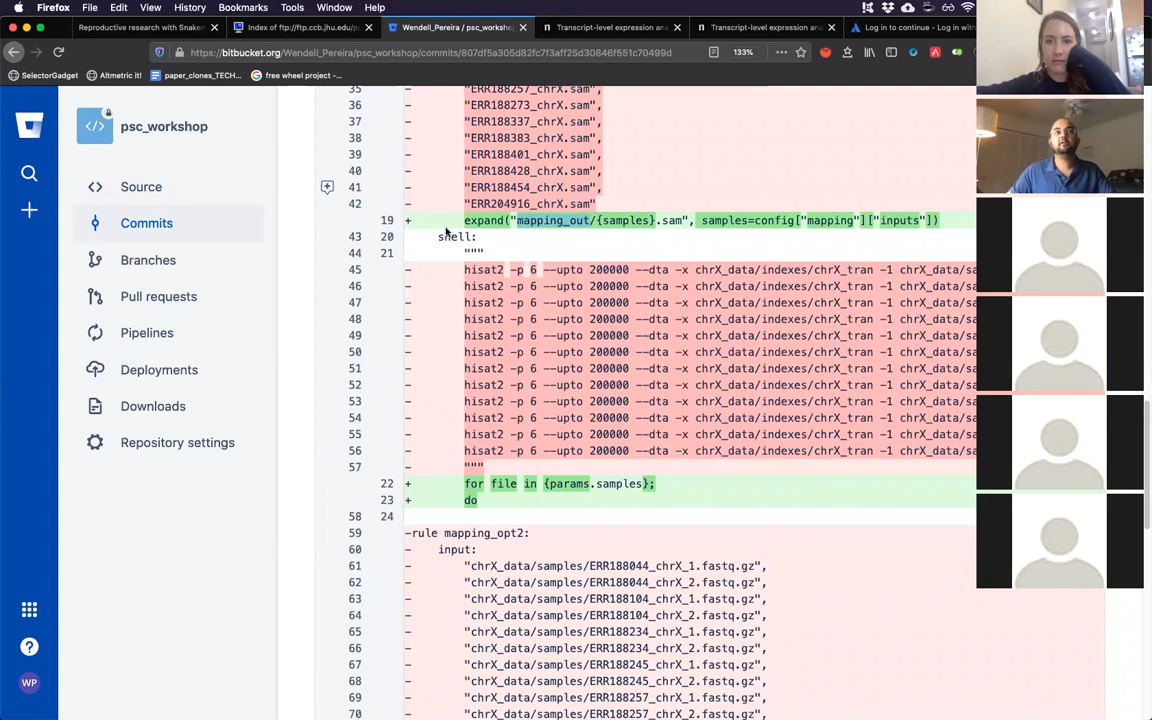 Firefox File Edit View History Bookmarks Tools Window Help
Reproductive research with Snakem
Index of ftp://ftp.ccb.jhu.edu/p
Wendell_Pereira / psc_workshop
Transcript-level expression ana
Transcript-level expression ana
Log in to continue - Log in with
https://bitbucket.org/Wendell_Pereira/psc_workshop/commits/807df5a305d82fc7f3aff25d30846f551c70499d
133%
SelectorGadget Altmetric it! paper_clones_TECH... free wheel project -...
psc_workshop
Source
Commits
Branches
Pull requests
Pipelines
Deployments
Downloads
Repository settings
WP
35 - "ERR188257_chrX.sam",
36 - "ERR188273_chrX.sam",
37 - "ERR188337_chrX.sam",
38 - "ERR188383_chrX.sam",
39 - "ERR188401_chrX.sam",
40 - "ERR188428_chrX.sam",
41 - "ERR188454_chrX.sam",
42 - "ERR204916_chrX.sam"
19 + expand("mapping_out/{samples}.sam", samples=config["mapping"]["inputs"])
43 20 shell:
44 21 """
45 - hisat2 -p 6 --upto 200000 --dta -x chrX_data/indexes/chrX_tran -1 chrX_data/sa
46 - hisat2 -p 6 --upto 200000 --dta -x chrX_data/indexes/chrX_tran -1 chrX_data/sa
47 - hisat2 -p 6 --upto 200000 --dta -x chrX_data/indexes/chrX_tran -1 chrX_data/sa
48 - hisat2 -p 6 --upto 200000 --dta -x chrX_data/indexes/chrX_tran -1 chrX_data/sa
49 - hisat2 -p 6 --upto 200000 --dta -x chrX_data/indexes/chrX_tran -1 chrX_data/sa
50 - hisat2 -p 6 --upto 200000 --dta -x chrX_data/indexes/chrX_tran -1 chrX_data/sa
51 - hisat2 -p 6 --upto 200000 --dta -x chrX_data/indexes/chrX_tran -1 chrX_data/sa
52 - hisat2 -p 6 --upto 200000 --dta -x chrX_data/indexes/chrX_tran -1 chrX_data/sa
53 - hisat2 -p 6 --upto 200000 --dta -x chrX_data/indexes/chrX_tran -1 chrX_data/sa
54 - hisat2 -p 6 --upto 200000 --dta -x chrX_data/indexes/chrX_tran -1 chrX_data/sa
55 - hisat2 -p 6 --upto 200000 --dta -x chrX_data/indexes/chrX_tran -1 chrX_data/sa
56 - hisat2 -p 6 --upto 200000 --dta -x chrX_data/indexes/chrX_tran -1 chrX_data/sa
57 - """
22 + for file in {params.samples};
23 + do
58 24
59 -rule mapping_opt2:
60 - input:
61 - "chrX_data/samples/ERR188044_chrX_1.fastq.gz",
62 - "chrX_data/samples/ERR188044_chrX_2.fastq.gz",
63 - "chrX_data/samples/ERR188104_chrX_1.fastq.gz",
64 - "chrX_data/samples/ERR188104_chrX_2.fastq.gz",
65 - "chrX_data/samples/ERR188234_chrX_1.fastq.gz",
66 - "chrX_data/samples/ERR188234_chrX_2.fastq.gz",
67 - "chrX_data/samples/ERR188245_chrX_1.fastq.gz",
68 - "chrX_data/samples/ERR188245_chrX_2.fastq.gz",
69 - "chrX_data/samples/ERR188257_chrX_1.fastq.gz",
70 - "chrX_data/samples/ERR188257_chrX_2.fastq.gz",